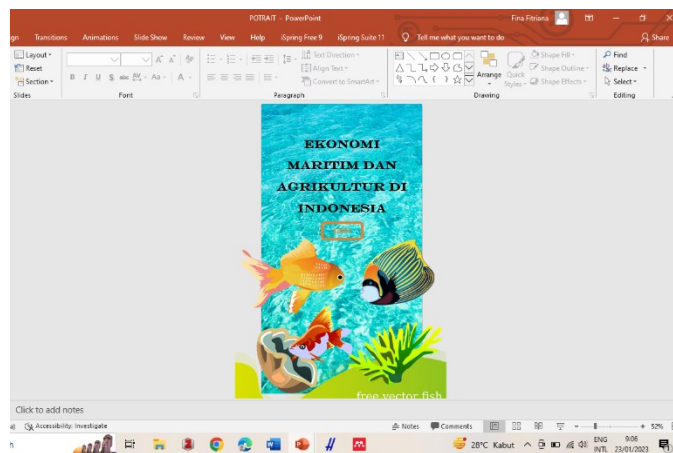 POTRAIT - PowerPoint
Fina Fitriana
gn Transitions Animations Slide Show Review View Help iSpring Free 9 iSpring Suite 11 Tell me what you want to do Share
Layout
Reset
Section
Slides
B I U S abc AV Aa A
Font
Text Direction
Align Text
Convert to SmartArt
Paragraph
Arrange
Quick
Styles
Shape Fill
Shape Outline
Shape Effects
Drawing
Find
Replace
Select
Editing
EKONOMI
MARITIM DAN
AGRIKULTUR DI
INDONESIA
free vector fish
Click to add notes
Accessibility: Investigate
Notes Comments 52%
28°C Kabut ENG 9:06
INTL 23/01/2023